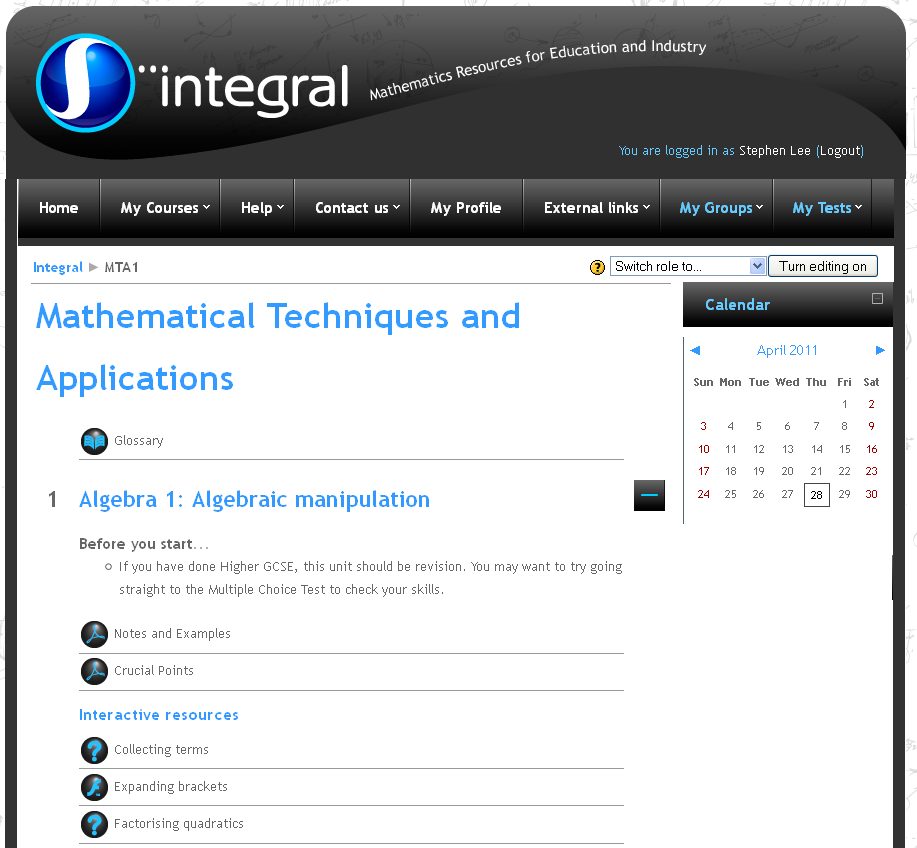 integral
Mathematics Resources for Education and Industry
You are logged in as Stephen Lee (Logout)
Home My Courses Help Contact us My Profile External links My Groups My Tests
Integral ► MTA1
? Switch role to... Turn editing on
Mathematical Techniques and
Applications
Glossary
1 Algebra 1: Algebraic manipulation
Before you start...
If you have done Higher GCSE, this unit should be revision. You may want to try going
straight to the Multiple Choice Test to check your skills.
Notes and Examples
Crucial Points
Interactive resources
? Collecting terms
Expanding brackets
? Factorising quadratics
Calendar
◄ April 2011 ►
Sun Mon Tue Wed Thu Fri Sat
1 2
3 4 5 6 7 8 9
10 11 12 13 14 15 16
17 18 19 20 21 22 23
24 25 26 27 28 29 30